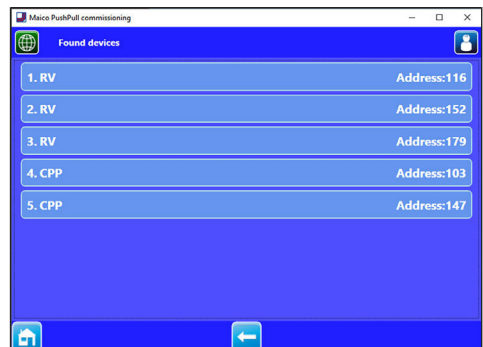 Maico PushPull commissioning
Found devices
1. RV Address:116
2. RV Address:152
3. RV Address:179
4. CPP Address:103
5. CPP Address:147